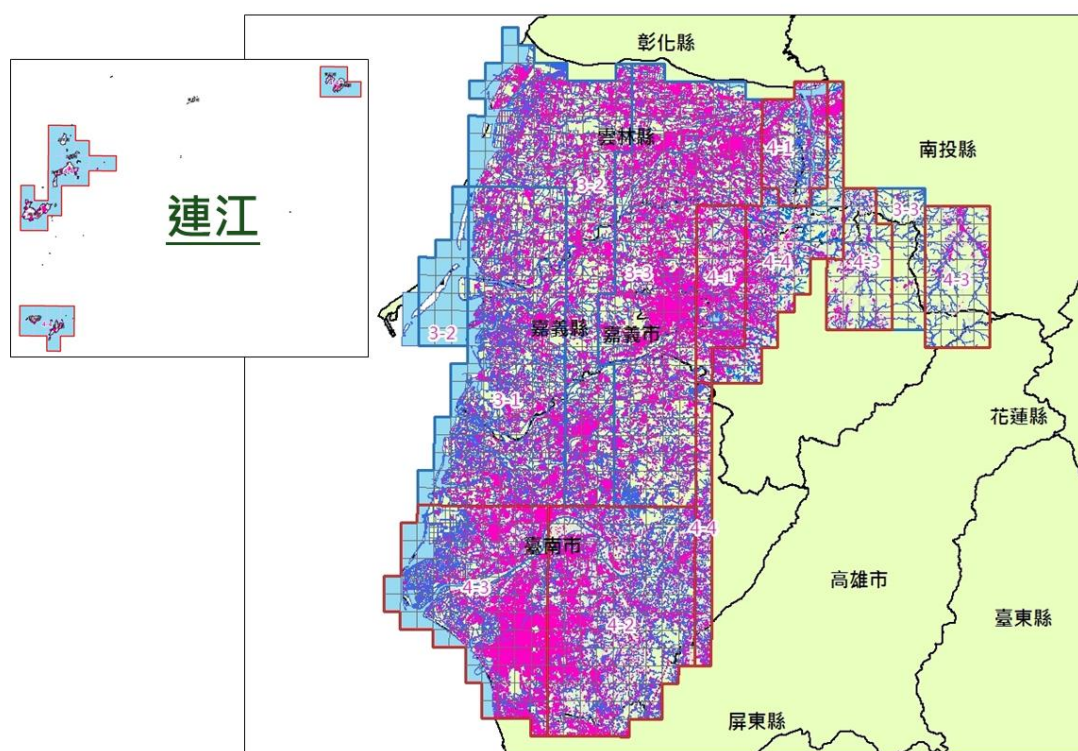 彰化縣
雲林縣
南投縣
4-1
3-2
3-3
連江
3-3
4-1
4-4
4-3
4-3
3-2
嘉義縣
嘉義市
3-1
花蓮縣
4-4
臺南市
高雄市
4-3
4-2
臺東縣
屏東縣